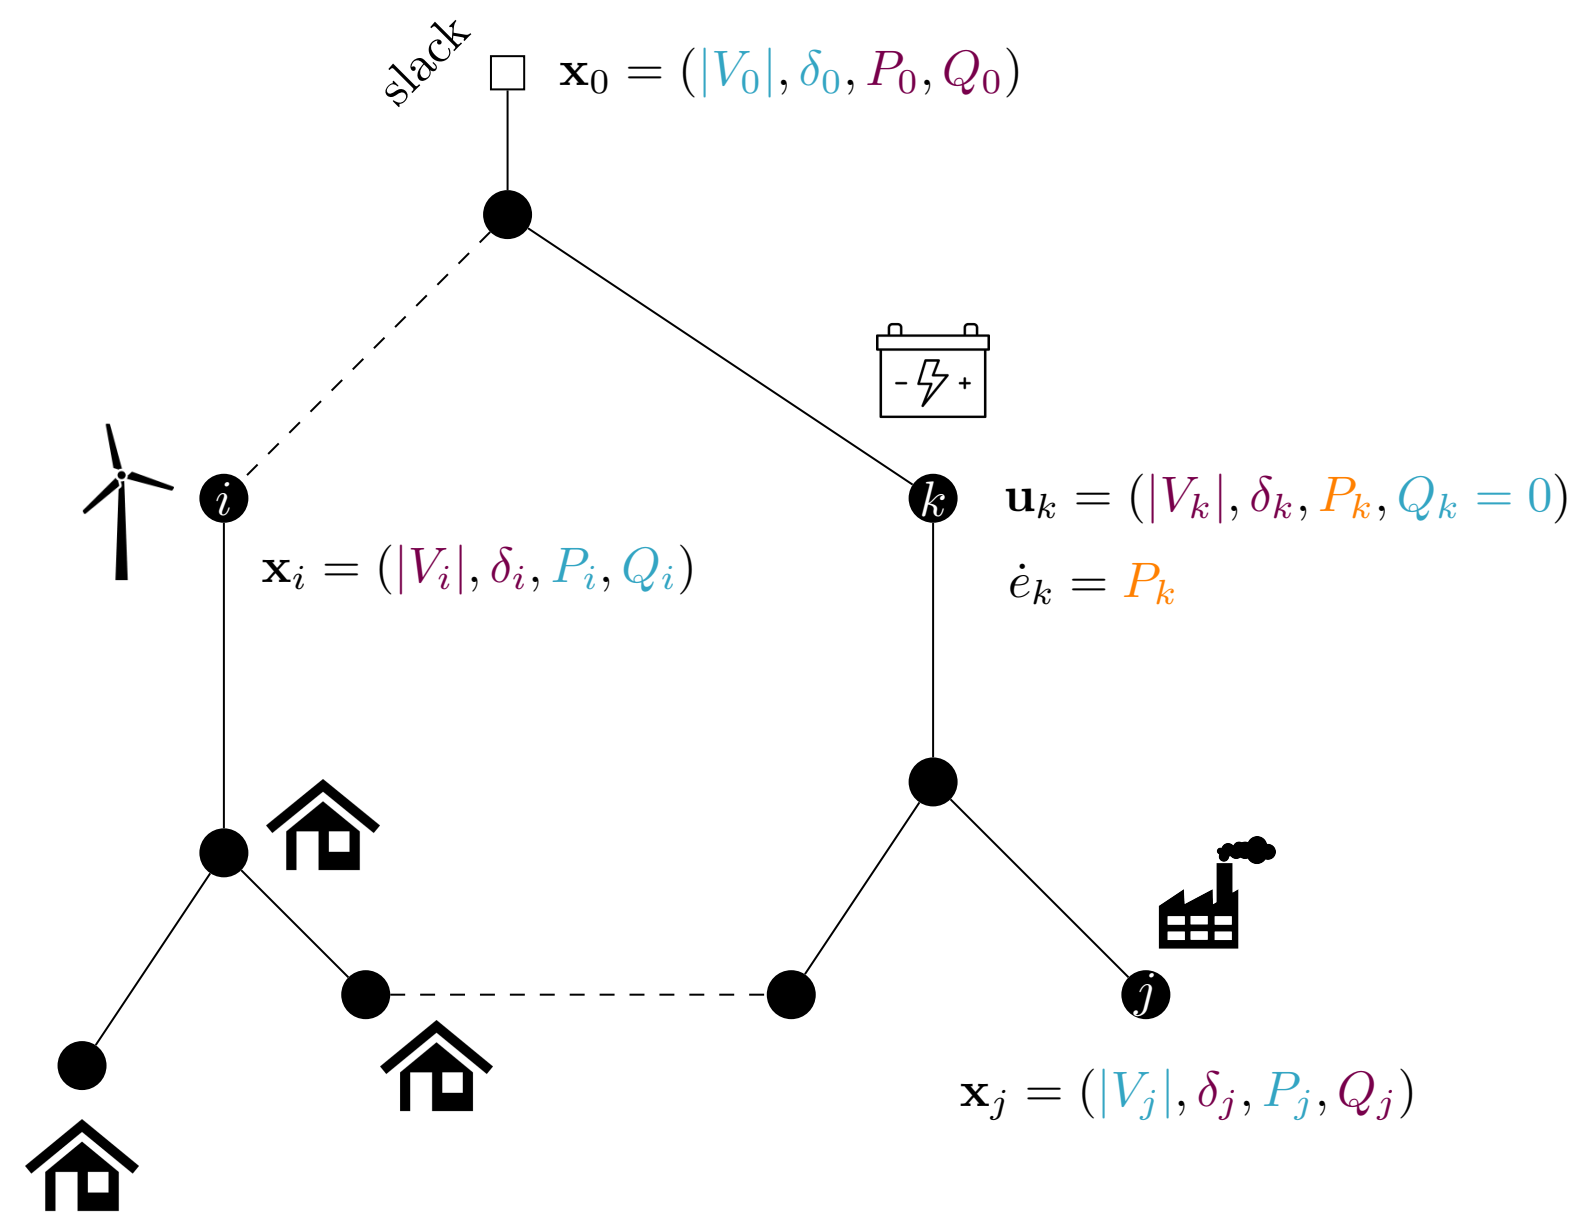 slack
𝐱₀ = (|V₀|, δ₀, P₀, Q₀)
− +
i
k
𝐮ₖ = (|Vₖ|, δₖ, Pₖ, Qₖ = 0)
𝐱ᵢ = (|Vᵢ|, δᵢ, Pᵢ, Qᵢ)
ėₖ = Pₖ
j
𝐱ⱼ = (|Vⱼ|, δⱼ, Pⱼ, Qⱼ)